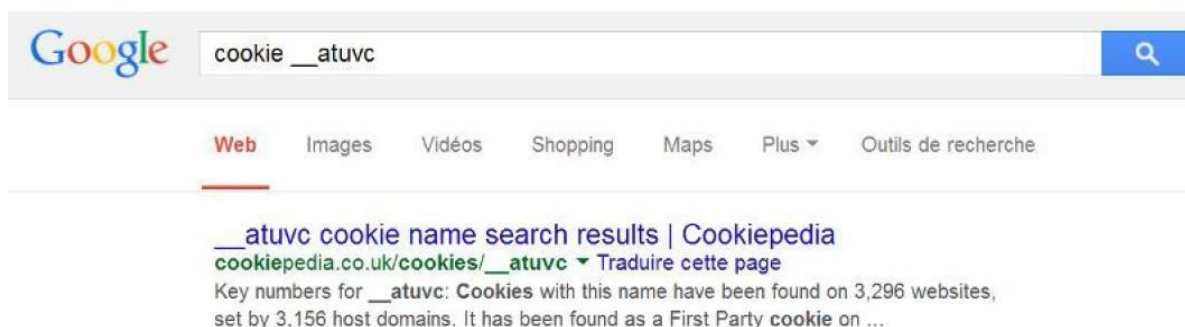 Google cookie __atuvc
Web Images Vidéos Shopping Maps Plus Outils de recherche
__atuvc cookie name search results | Cookiepedia
cookiepedia.co.uk/cookies/__atuvc Traduire cette page
Key numbers for __atuvc: Cookies with this name have been found on 3,296 websites,
set by 3,156 host domains. It has been found as a First Party cookie on ...